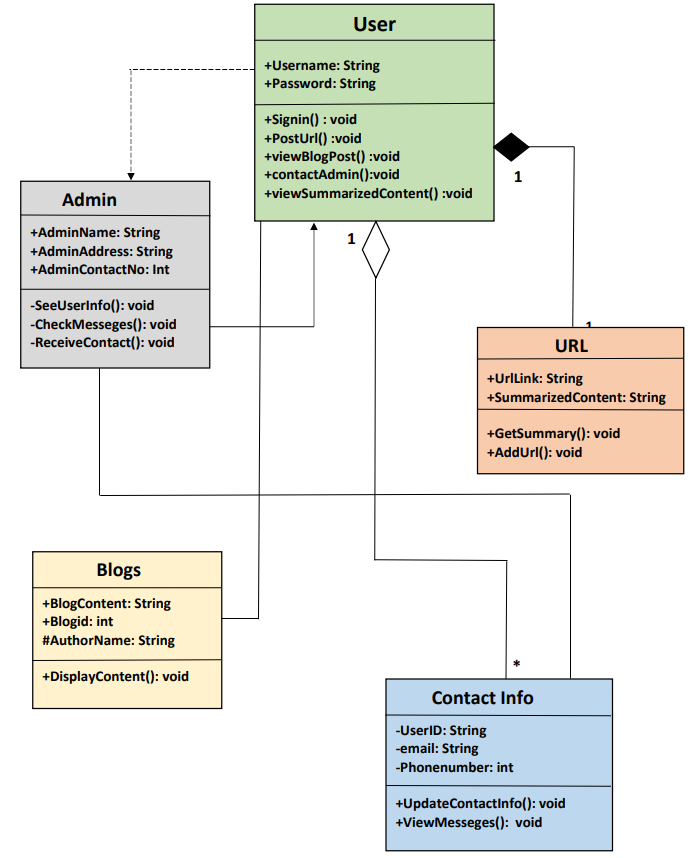 User
+Username: String
+Password: String
+Signin() : void
+PostUrl() :void
+viewBlogPost() :void
+contactAdmin():void
+viewSummarizedContent() :void
1
1
1
Admin
+AdminName: String
+AdminAddress: String
+AdminContactNo: Int
-SeeUserInfo(): void
-CheckMesseges(): void
-ReceiveContact(): void
URL
+UrlLink: String
+SummarizedContent: String
+GetSummary(): void
+AddUrl(): void
Blogs
+BlogContent: String
+Blogid: int
#AuthorName: String
+DisplayContent(): void
*
Contact Info
-UserID: String
-email: String
-Phonenumber: int
+UpdateContactInfo(): void
+ViewMesseges(): void